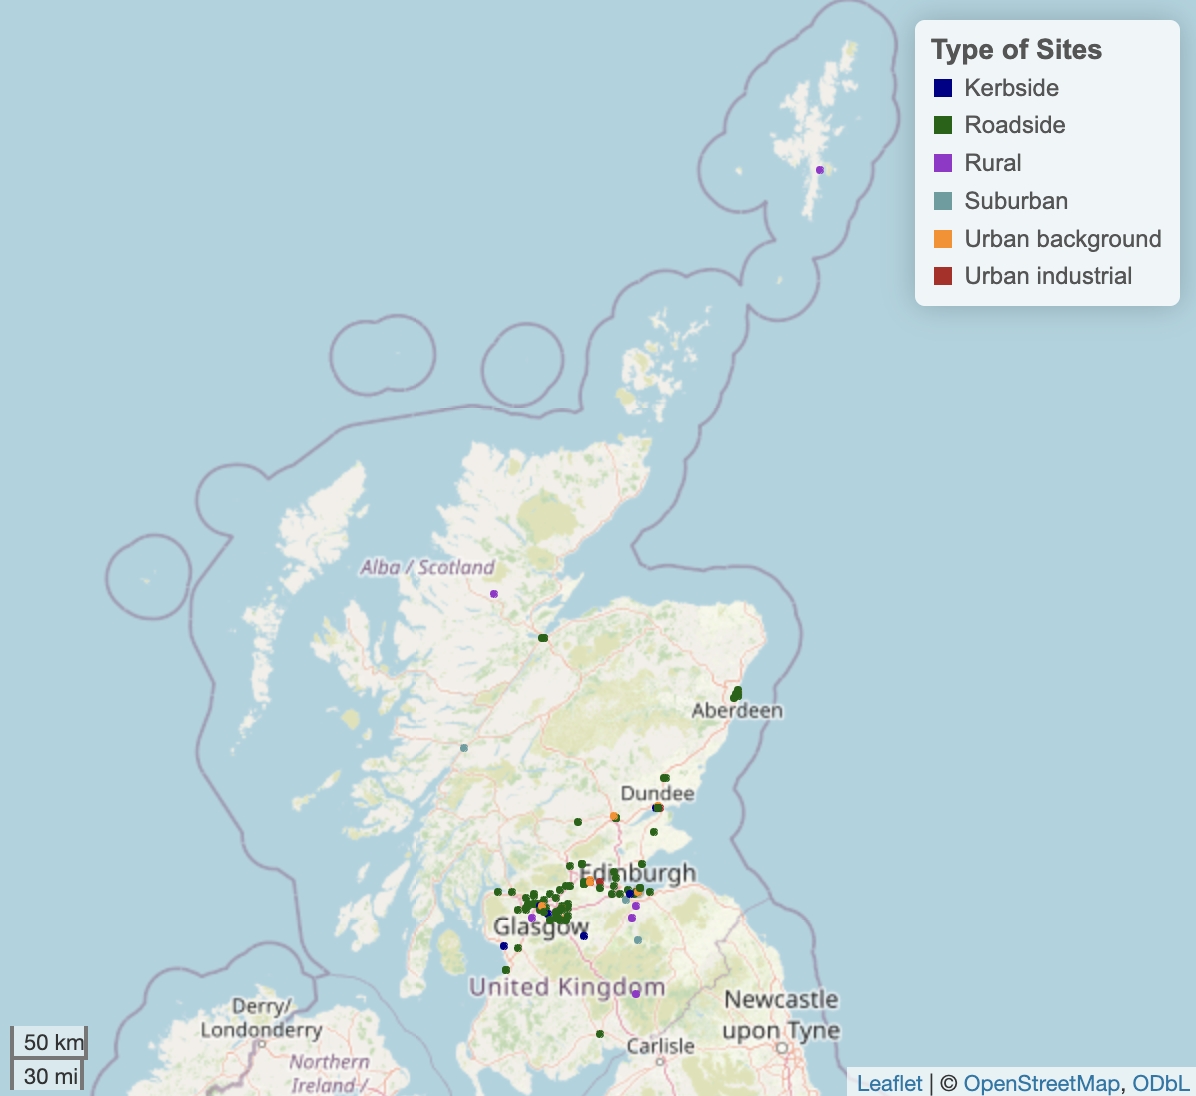 Type of Sites
Kerbside
Roadside
Rural
Suburban
Urban background
Urban industrial
Alba / Scotland
Aberdeen
Dundee
Edinburgh
Glasgow
United Kingdom
Derry/
Londonderry
Newcastle
upon Tyne
Carlisle
Northern
Ireland /
50 km
30 mi
Leaflet | © OpenStreetMap, ODbL